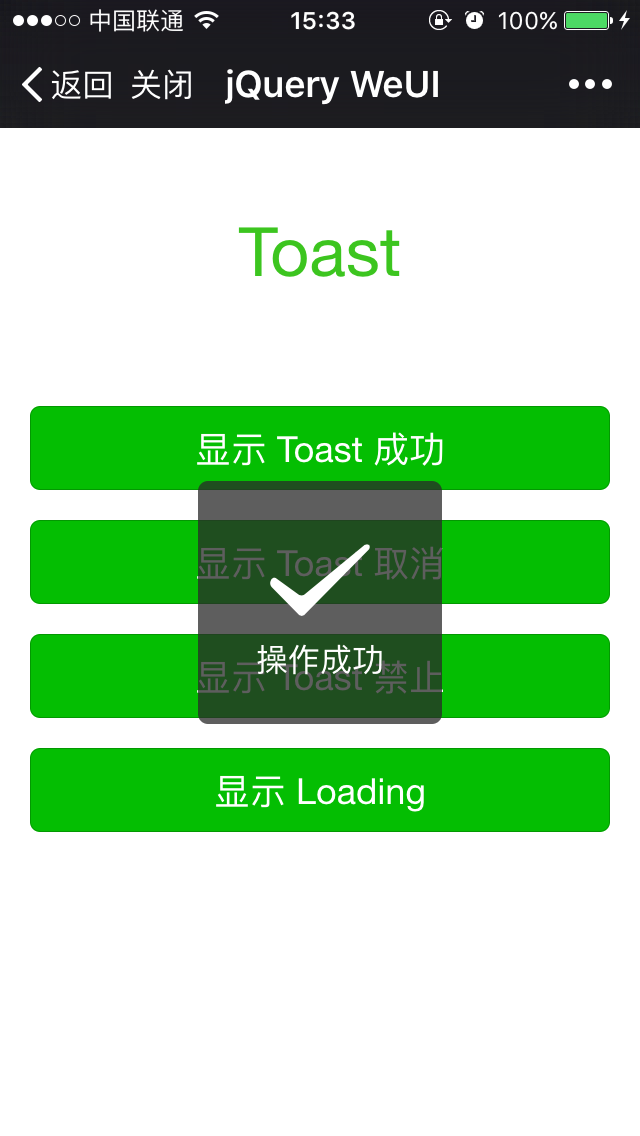 中国联通 15:33 100%
返回 关闭 jQuery WeUI
Toast
显示 Toast 成功
显示 Toast 取消
操作成功
显示 Toast 禁止
显示 Loading